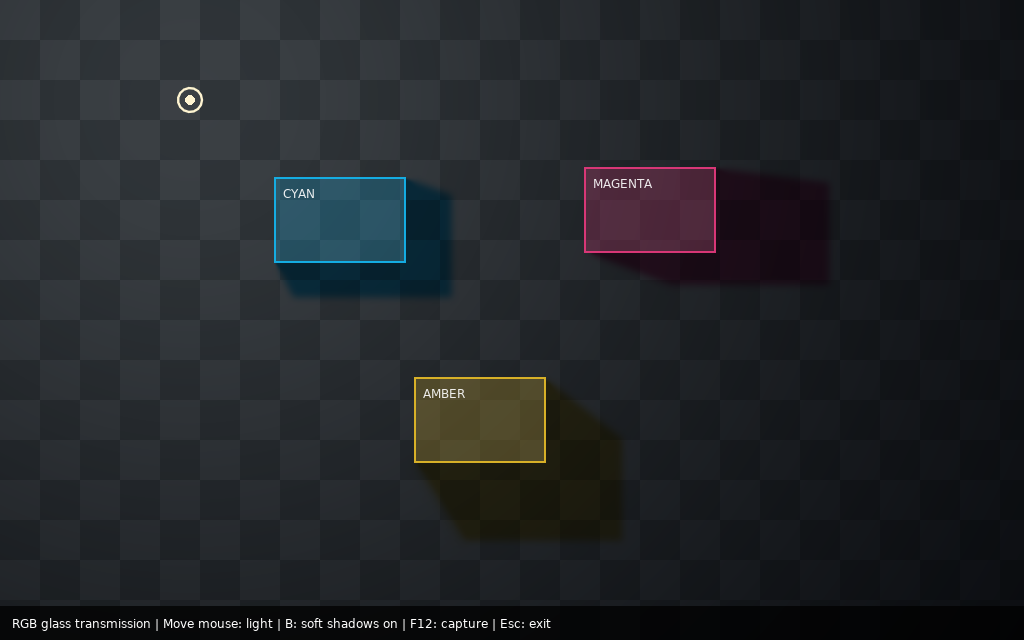 MAGENTA
CYAN
AMBER
RGB glass transmission | Move mouse: light | B: soft shadows on | F12: capture | Esc: exit